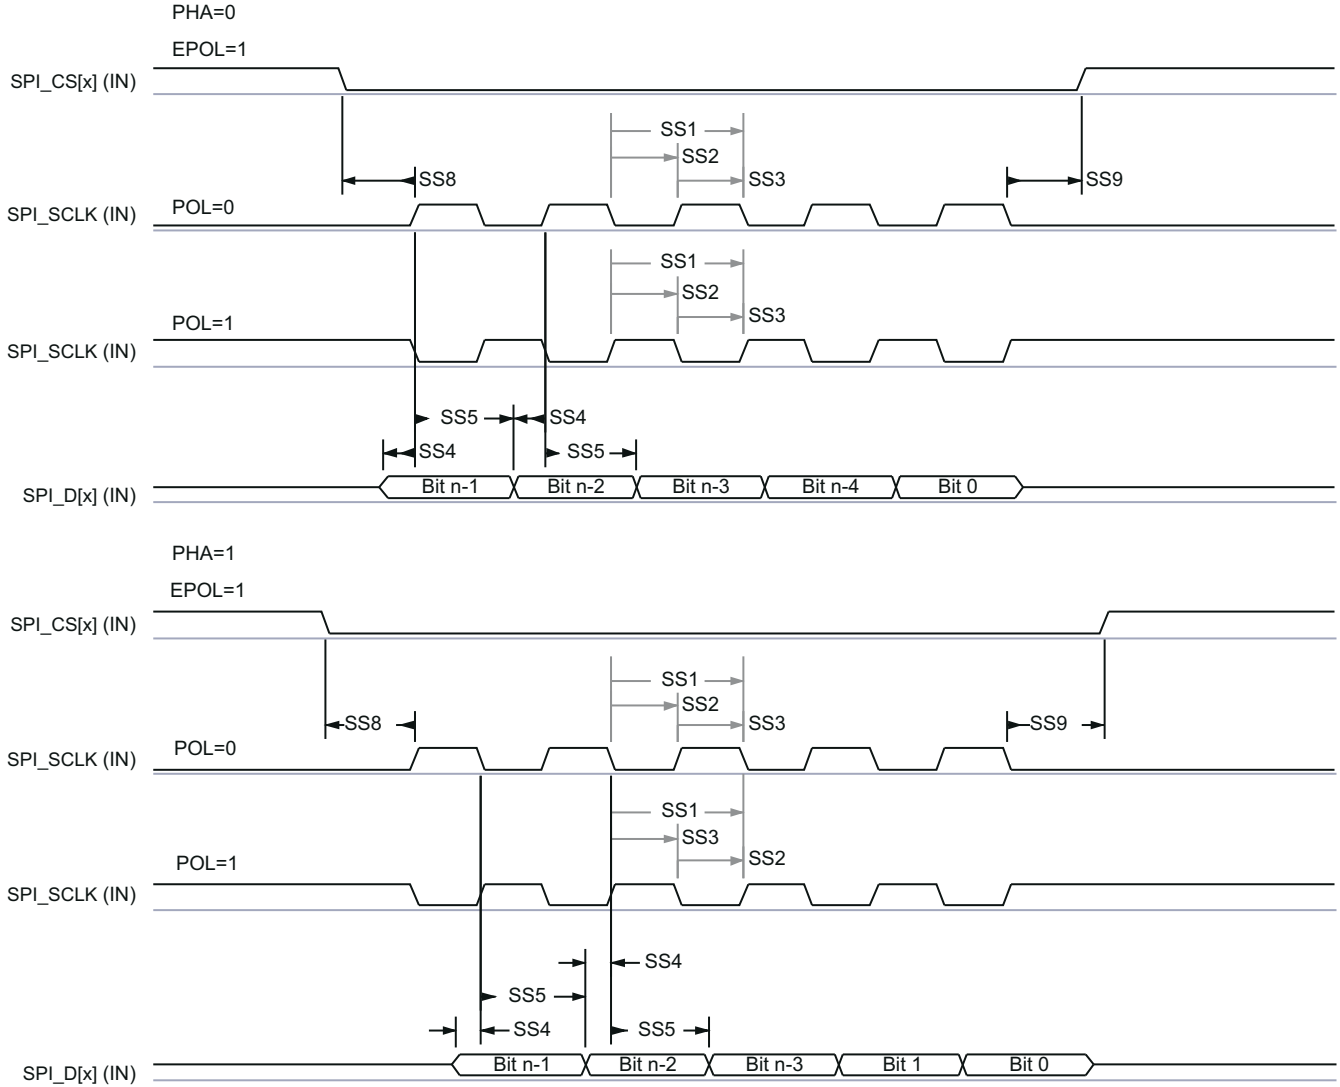 PHA=0
EPOL=1
SPI_CS[x] (IN)
SS1
SS2
SS8
SS3
SS9
SPI_SCLK (IN)
POL=0
SS1
SS2
SS3
POL=1
SPI_SCLK (IN)
SS5
SS4
SS4
SS5
SPI_D[x] (IN)
Bit n-1
Bit n-2
Bit n-3
Bit n-4
Bit 0
PHA=1
EPOL=1
SPI_CS[x] (IN)
SS1
SS2
SS8
SS3
SS9
POL=0
SPI_SCLK (IN)
SS1
SS3
SS2
POL=1
SPI_SCLK (IN)
SS4
SS5
SS4
SS5
SPI_D[x] (IN)
Bit n-1
Bit n-2
Bit n-3
Bit 1
Bit 0